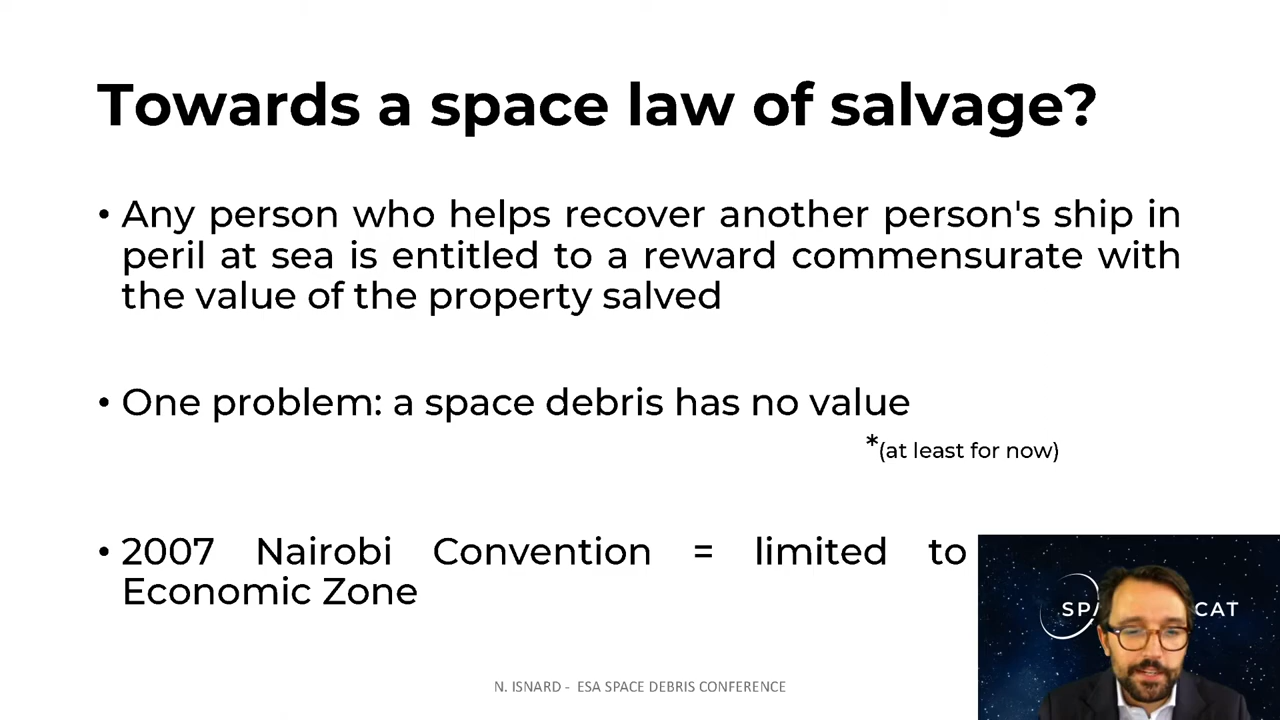 Towards a space law of salvage?
• Any person who helps recover another person's ship in
peril at sea is entitled to a reward commensurate with
the value of the property salved
• One problem: a space debris has no value
*(at least for now)
• 2007 Nairobi Convention = limited to
Economic Zone
SPA CAT
N. ISNARD - ESA SPACE DEBRIS CONFERENCE